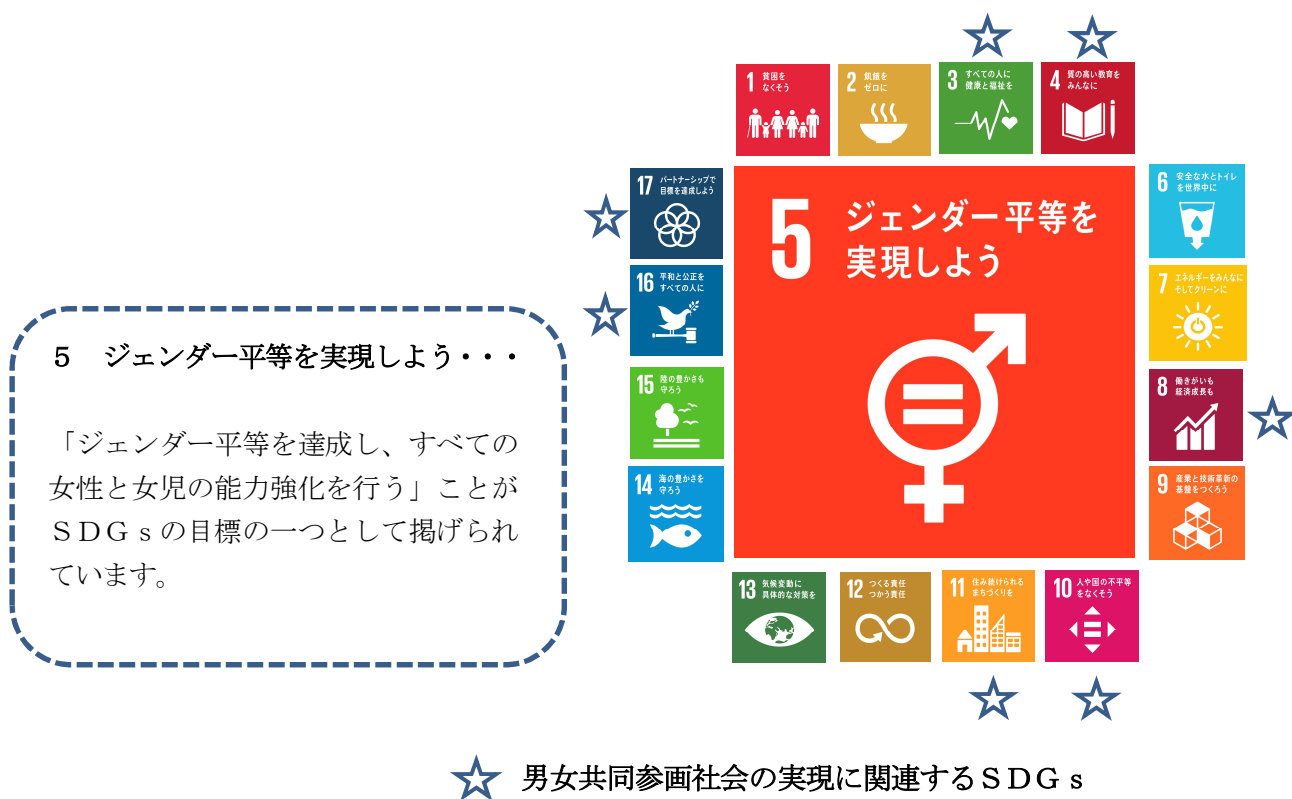 1 貧困を
なくそう
2 飢餓を
ゼロに
3 すべての人に
健康と福祉を
4 質の高い教育を
みんなに
17 パートナーシップで
目標を達成しよう
16 平和と公正を
すべての人に
15 陸の豊かさも
守ろう
14 海の豊かさを
守ろう
5 ジェンダー平等を
実現しよう
6 安全な水とトイレ
を世界中に
7 エネルギーをみんなに
そしてクリーンに
8 働きがいも
経済成長も
9 産業と技術革新の
基盤をつくろう
13 気候変動に
具体的な対策を
12 つくる責任
つかう責任
11 住み続けられる
まちづくりを
10 人や国の不平等
をなくそう
5 ジェンダー平等を実現しよう・・・
「ジェンダー平等を達成し、すべての
女性と女児の能力強化を行う」ことが
SDGsの目標の一つとして掲げられ
ています。
男女共同参画社会の実現に関連するSDGs